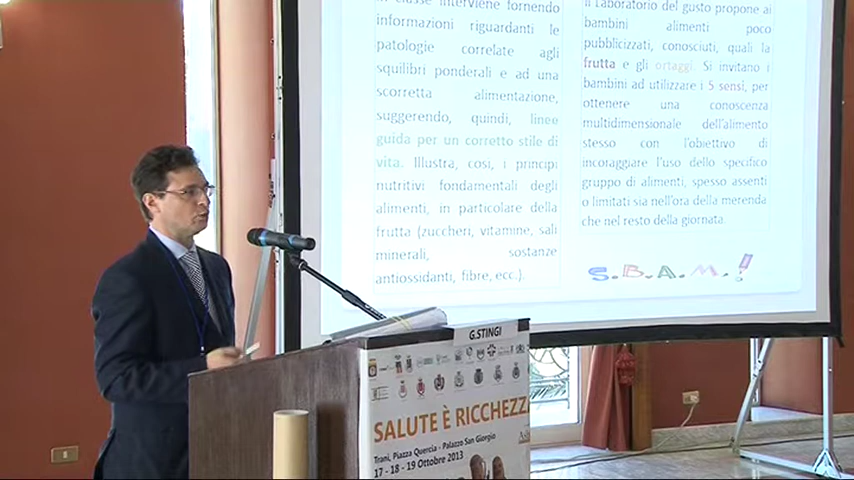 in classe interviene fornendo
informazioni riguardanti le
patologie correlate agli
squilibri ponderali e ad una
scorretta alimentazione,
suggerendo, quindi, linee
guida per un corretto stile di
vita. Illustra, così, i principi
nutritivi fondamentali degli
alimenti, in particolare della
frutta (zuccheri, vitamine, sali
minerali, sostanze
antiossidanti, fibre, ecc.).
Il Laboratorio del gusto propone ai
bambini alimenti poco
pubblicizzati, conosciuti, quali la
frutta e gli ortaggi. Si invitano i
bambini ad utilizzare i 5 sensi, per
ottenere una conoscenza
multidimensionale dell'alimento
stesso con l'obiettivo di
incoraggiare l'uso dello specifico
gruppo di alimenti, spesso assenti
o limitati sia nell'ora della merenda
che nel resto della giornata
S.B.A.M.!
G.STINGI
SALUTE È RICCHEZZ
Trani, Piazza Quercia - Palazzo San Giorgio
17 - 18 - 19 Ottobre 2013